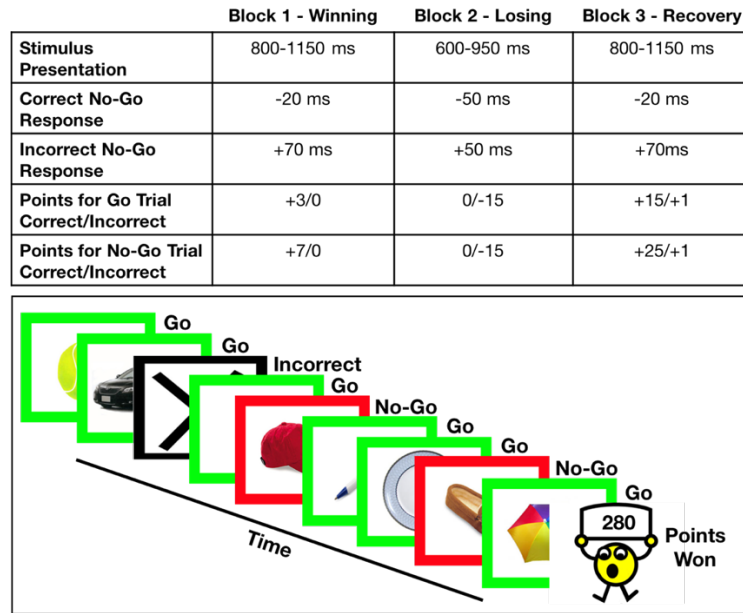 Block 1 - Winning Block 2 - Losing Block 3 - Recovery
Stimulus Presentation 800-1150 ms 600-950 ms 800-1150 ms
Correct No-Go Response -20 ms -50 ms -20 ms
Incorrect No-Go Response +70 ms +50 ms +70ms
Points for Go Trial Correct/Incorrect +3/0 0/-15 +15/+1
Points for No-Go Trial Correct/Incorrect +7/0 0/-15 +25/+1
Go
Go
Incorrect
Go
No-Go
Go
Go
No-Go
Go
280
Points
Won
Time